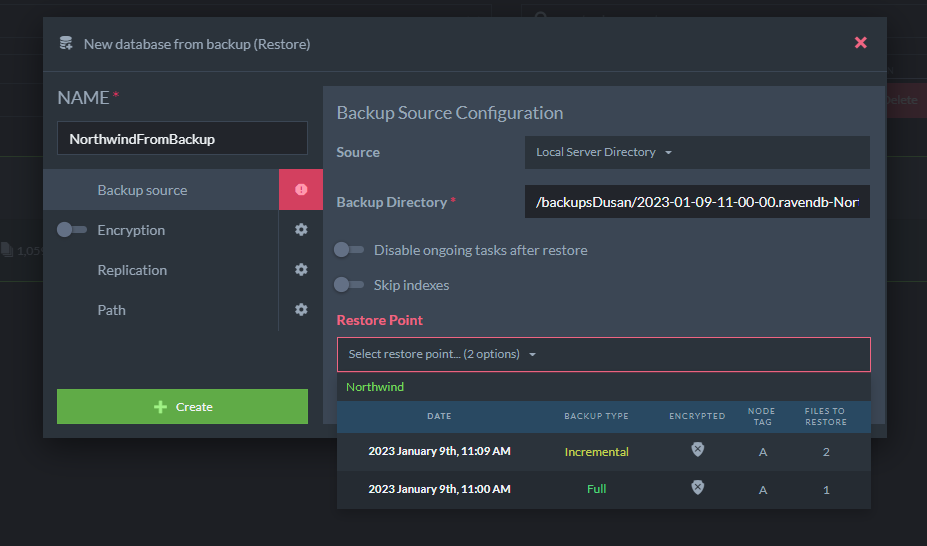 New database from backup (Restore)
NAME *
NorthwindFromBackup
Backup source
Encryption
Replication
Path
Create
Backup Source Configuration
Source
Local Server Directory
Backup Directory *
/backupsDusan/2023-01-09-11-00-00.ravendb-Nor
Disable ongoing tasks after restore
Skip indexes
Restore Point
Select restore point... (2 options)
Northwind
DATE BACKUP TYPE ENCRYPTED NODE TAG FILES TO RESTORE
2023 January 9th, 11:09 AM Incremental A 2
2023 January 9th, 11:00 AM Full A 1
Delete
1,059